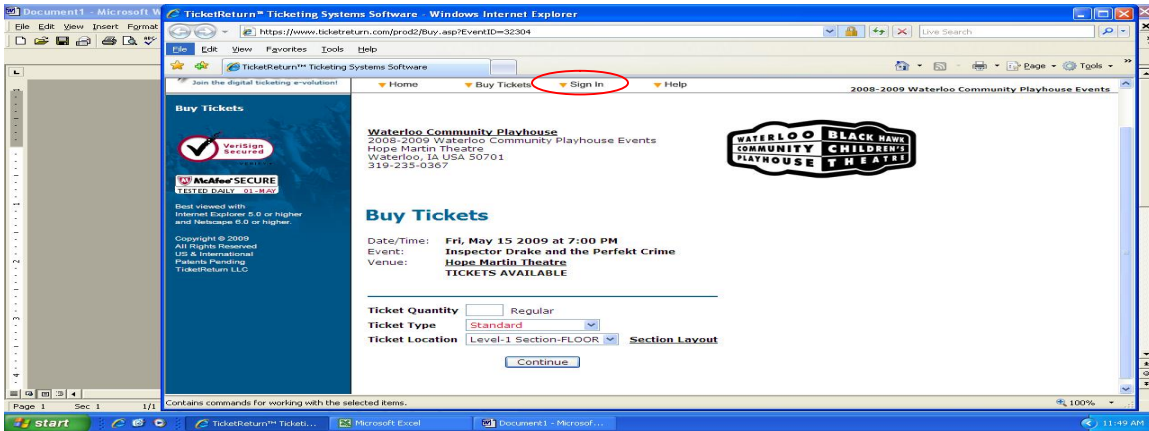 Document1 - Microsoft W
File Edit View Insert Format
TicketReturn™ Ticketing Systems Software - Windows Internet Explorer
https://www.ticketreturn.com/prod2/Buy.asp?EventID=32304
Live Search
File Edit View Favorites Tools Help
TicketReturn™ Ticketing Systems Software
Page Tools
Join the digital ticketing e-volution!
Home Buy Tickets Sign In Help
2008-2009 Waterloo Community Playhouse Events
Buy Tickets
VeriSign
Secured
McAfee SECURE
TESTED DAILY 01-MAY
Best viewed with
Internet Explorer 5.0 or higher
and Netscape 6.0 or higher.
Copyright © 2009
All Rights Reserved
US & International
Patents Pending
TicketReturn LLC
Waterloo Community Playhouse
2008-2009 Waterloo Community Playhouse Events
Hope Martin Theatre
Waterloo, IA USA 50701
319-235-0367
WATERLOO
COMMUNITY
PLAYHOUSE
BLACK HAWK
CHILDREN'S
THEATRE
Buy Tickets
Date/Time: Fri, May 15 2009 at 7:00 PM
Event: Inspector Drake and the Perfekt Crime
Venue: Hope Martin Theatre
TICKETS AVAILABLE
Ticket Quantity Regular
Ticket Type Standard
Ticket Location Level-1 Section-FLOOR Section Layout
Continue
Contains commands for working with the selected items.
100%
Page 1 Sec 1 1/1
start
TicketReturn™ Ticketi...
Microsoft Excel
Document1 - Microsof...
11:49 AM